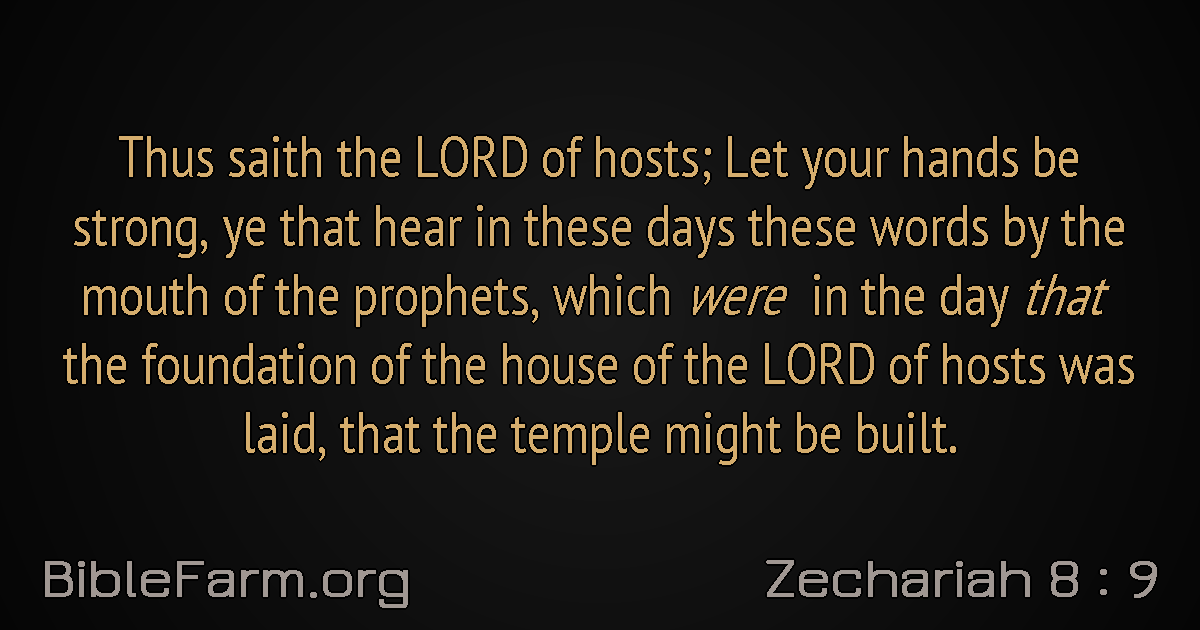 Thus saith the LORD of hosts; Let your hands be
strong, ye that hear in these days these words by the
mouth of the prophets, which were in the day that
the foundation of the house of the LORD of hosts was
laid, that the temple might be built.
BibleFarm.org
Zechariah 8 : 9